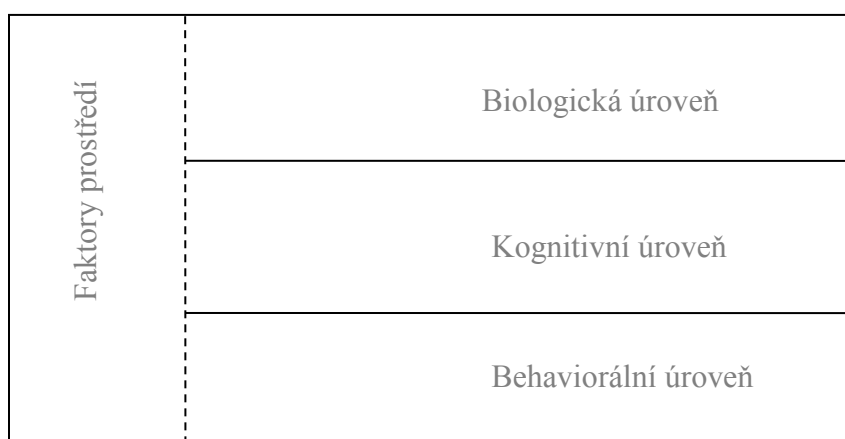 Faktory prostředí
Biologická úroveň
Kognitivní úroveň
Behaviorální úroveň